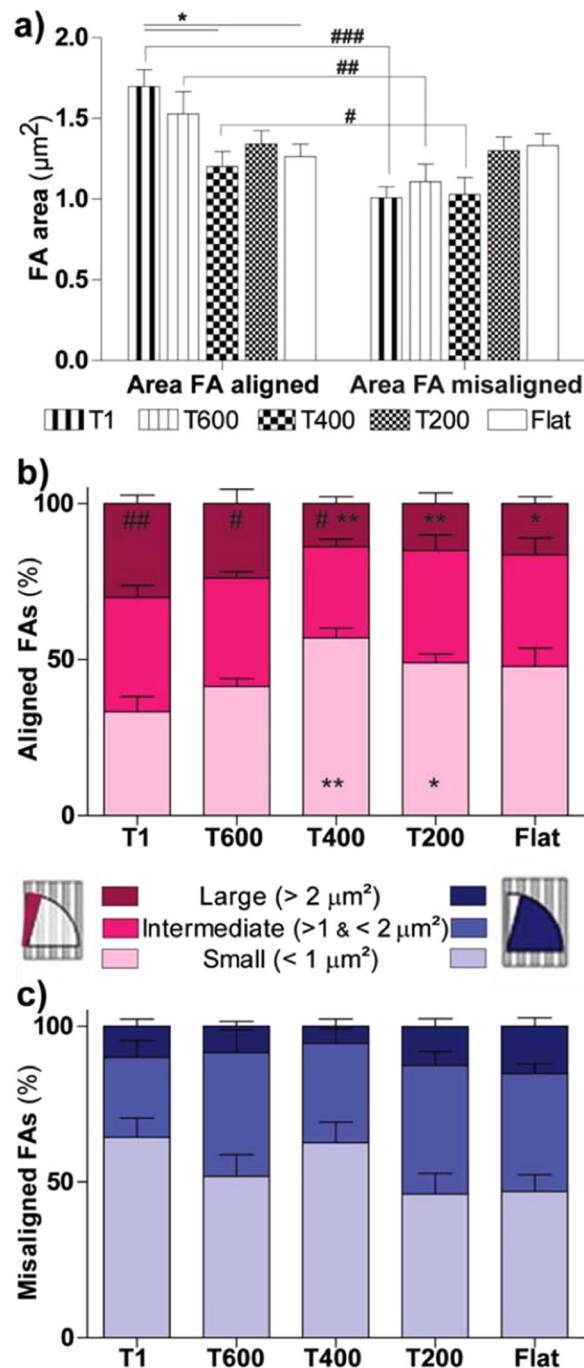 a)
*
###
##
#
2.0
1.5
1.0
0.5
0.0
FA area (μm²)
Area FA aligned
Area FA misaligned
T1 T600 T400 T200 Flat
b)
100
50
0
Aligned FAs (%)
## # # ** ** *
** *
T1 T600 T400 T200 Flat
Large (> 2 μm²)
Intermediate (>1 & < 2 μm²)
Small (< 1 μm²)
c)
100
50
0
Misaligned FAs (%)
T1 T600 T400 T200 Flat